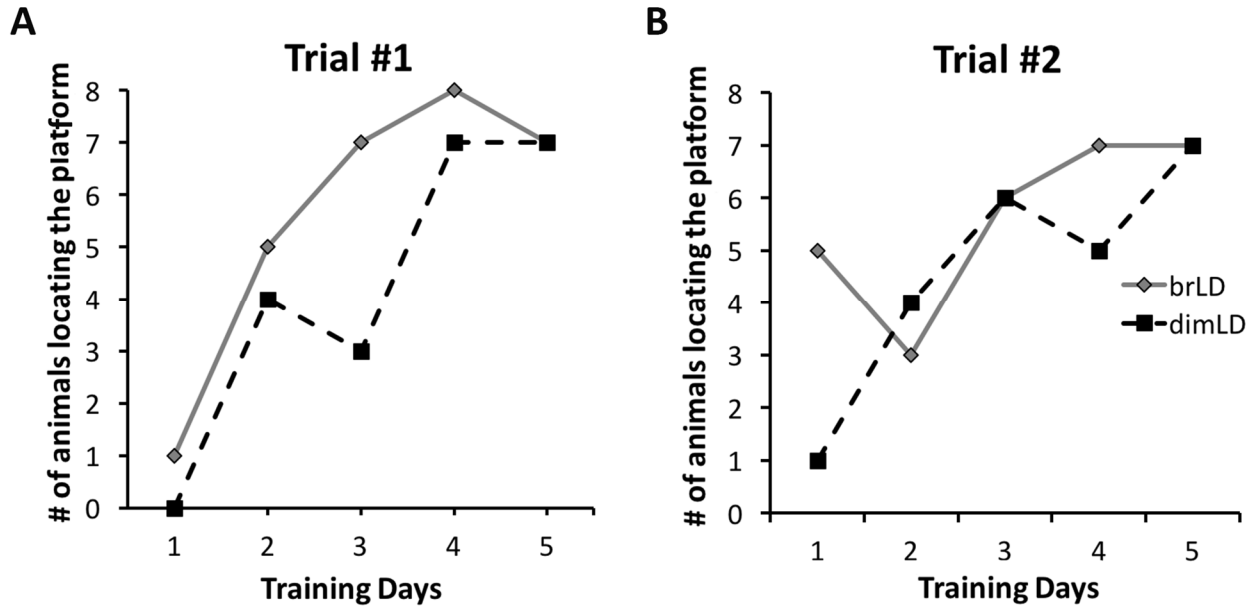 A
Trial #1
# of animals locating the platform
8
7
6
5
4
3
2
1
0
1 2 3 4 5
Training Days
B
Trial #2
# of animals locating the platform
8
7
6
5
4
3
2
1
0
1 2 3 4 5
Training Days
brLD
dimLD